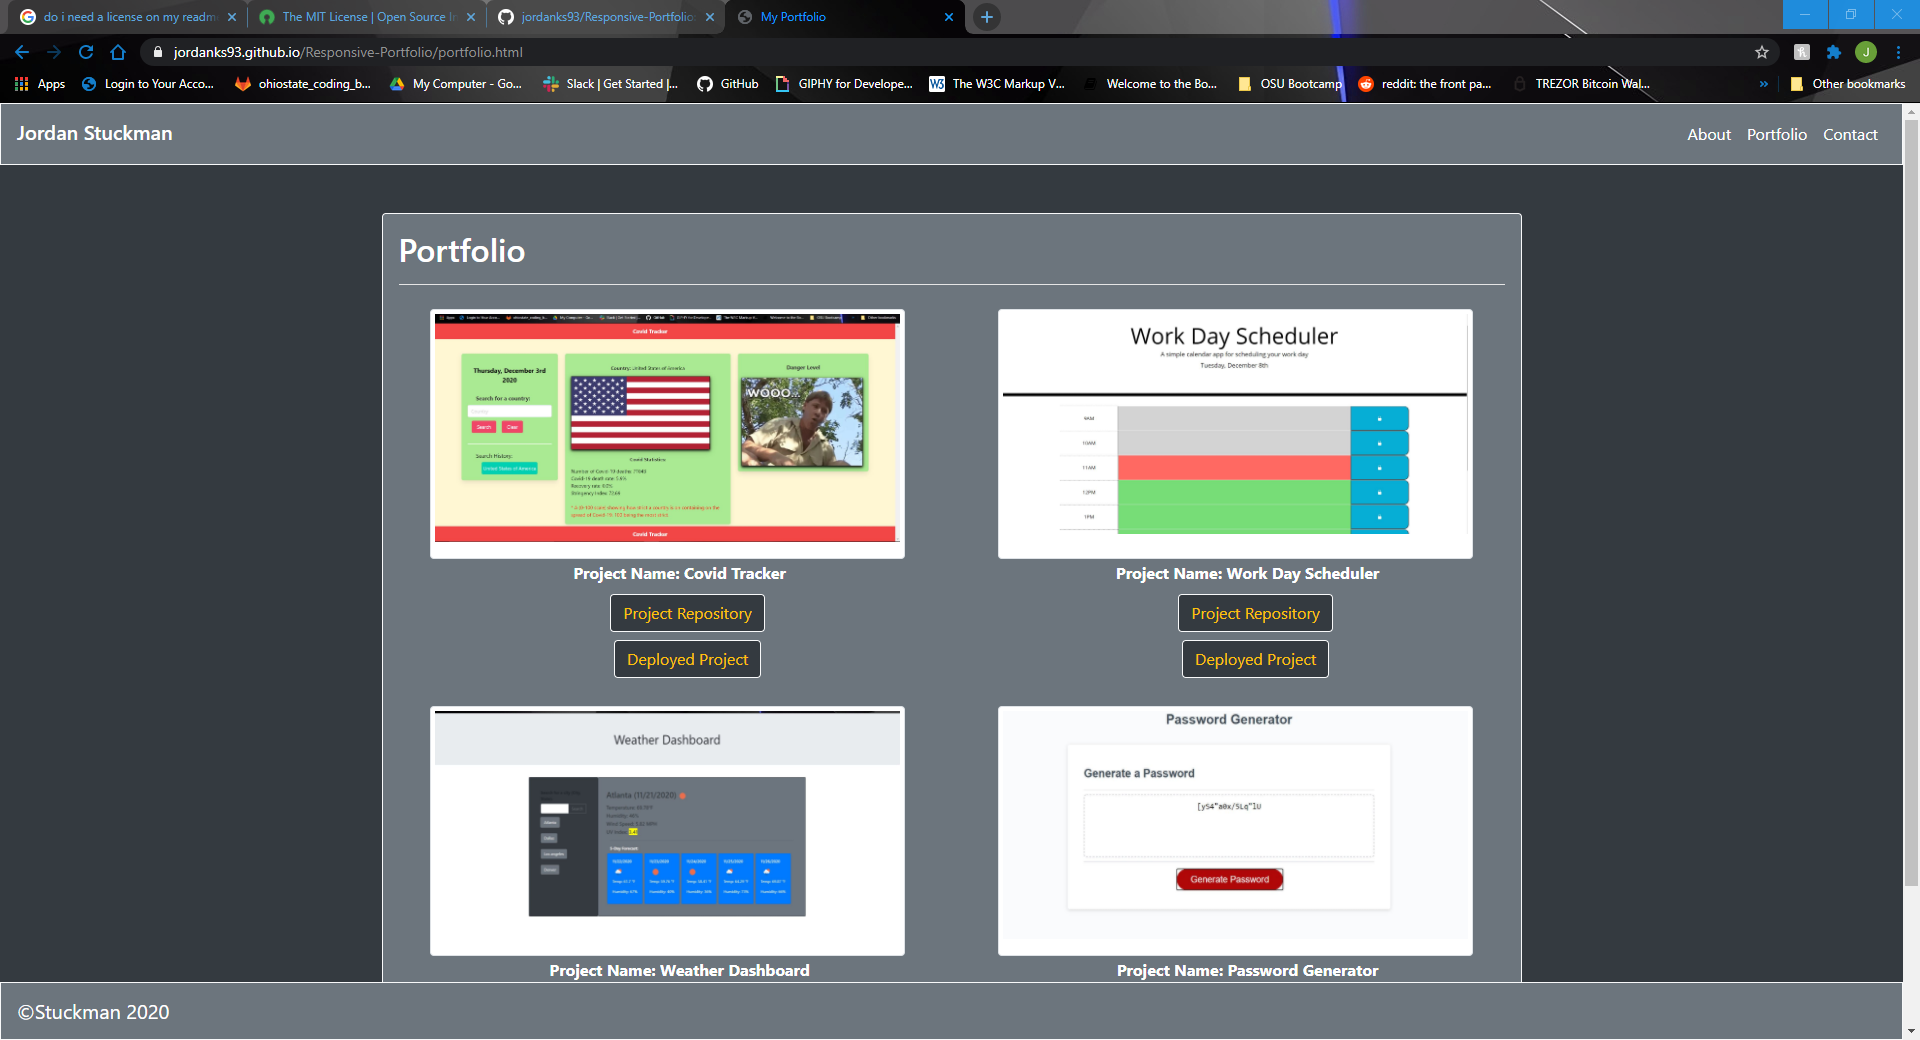 do i need a license on my readm
The MIT License | Open Source In
jordanks93/Responsive-Portfolio
My Portfolio
jordanks93.github.io/Responsive-Portfolio/portfolio.html
J
Apps
Login to Your Acco...
ohiostate_coding_b...
My Computer - Go...
Slack | Get Started |...
GitHub
GIPHY for Develope...
The W3C Markup V...
Welcome to the Bo...
OSU Bootcamp
reddit: the front pa...
TREZOR Bitcoin Wal...
»
Other bookmarks
Jordan Stuckman
About
Portfolio
Contact
Portfolio
Covid Tracker
Thursday, December 3rd
2020
Search for a country:
Search
Clear
Search History:
United States of America
Country: United States of America
Covid Statistics
Danger Level
WOOO...
Covid Tracker
Work Day Scheduler
A simple calendar app for scheduling your work day
Tuesday, December 8th
9AM
10AM
11AM
12PM
1PM
Project Name: Covid Tracker
Project Name: Work Day Scheduler
Project Repository
Project Repository
Deployed Project
Deployed Project
Weather Dashboard
Atlanta (11/21/2020)
5-Day Forecast
Password Generator
Generate a Password
Generate Password
Project Name: Weather Dashboard
Project Name: Password Generator
©Stuckman 2020